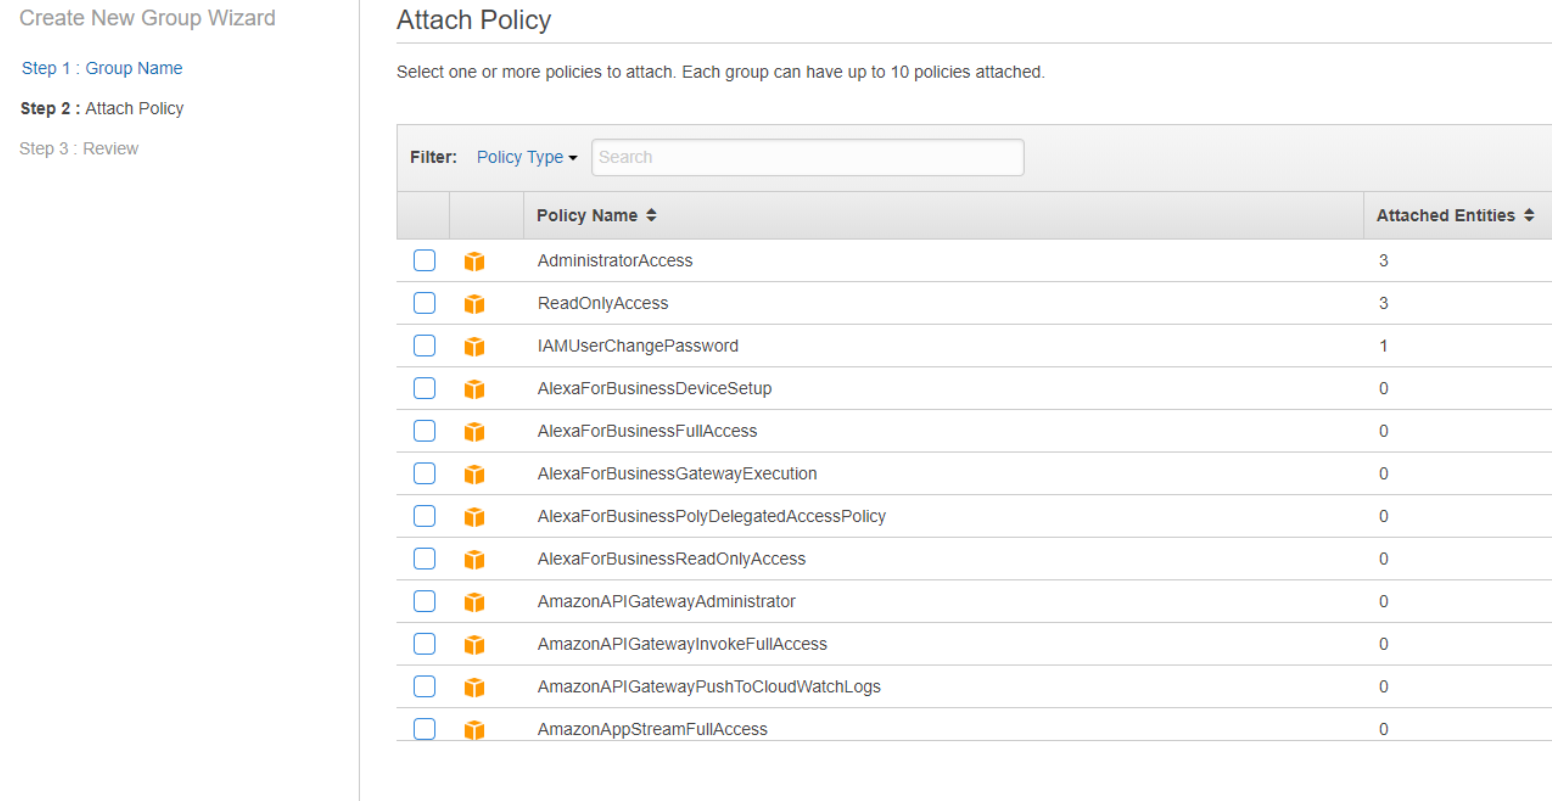 Create New Group Wizard
Step 1 : Group Name
Step 2 : Attach Policy
Step 3 : Review
Attach Policy
Select one or more policies to attach. Each group can have up to 10 policies attached.
Filter: Policy Type Search
Policy Name Attached Entities
AdministratorAccess 3
ReadOnlyAccess 3
IAMUserChangePassword 1
AlexaForBusinessDeviceSetup 0
AlexaForBusinessFullAccess 0
AlexaForBusinessGatewayExecution 0
AlexaForBusinessPolyDelegatedAccessPolicy 0
AlexaForBusinessReadOnlyAccess 0
AmazonAPIGatewayAdministrator 0
AmazonAPIGatewayInvokeFullAccess 0
AmazonAPIGatewayPushToCloudWatchLogs 0
AmazonAppStreamFullAccess 0